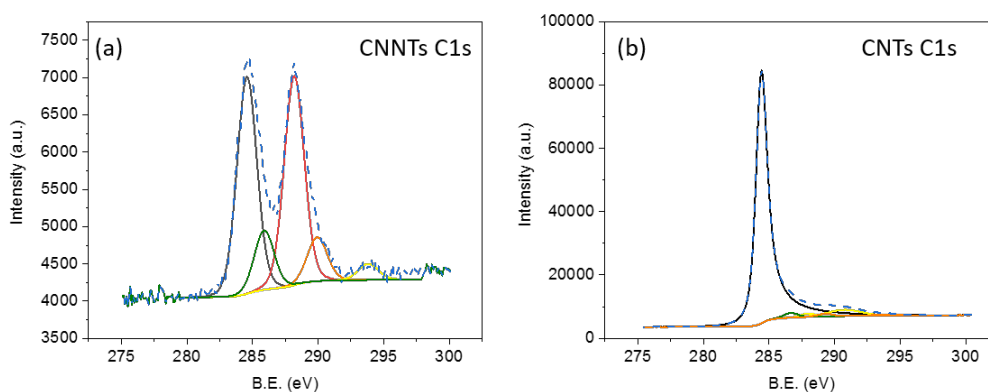 (a)
CNNTs C1s
7500
7000
6500
6000
5500
5000
4500
4000
3500
Intensity (a.u.)
275 280 285 290 295 300
B.E. (eV)
(b)
CNTs C1s
100000
80000
60000
40000
20000
0
Intensity (a.u.)
275 280 285 290 295 300
B.E. (eV)